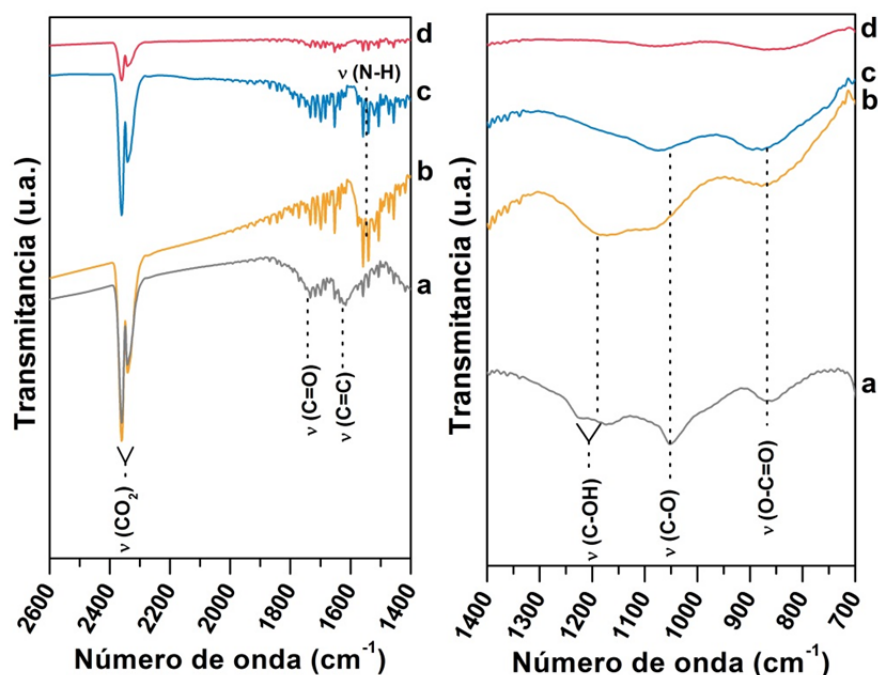 d
ν (N-H)
c
b
a
ν (C=O)
ν (C=C)
ν (CO₂)
Transmitancia (u.a.)
2600 2400 2200 2000 1800 1600 1400
Número de onda (cm⁻¹)
d
c
b
a
ν (C-OH)
ν (C-O)
ν (O-C=O)
Transmitancia (u.a.)
1400 1300 1200 1100 1000 900 800 700
Número de onda (cm⁻¹)